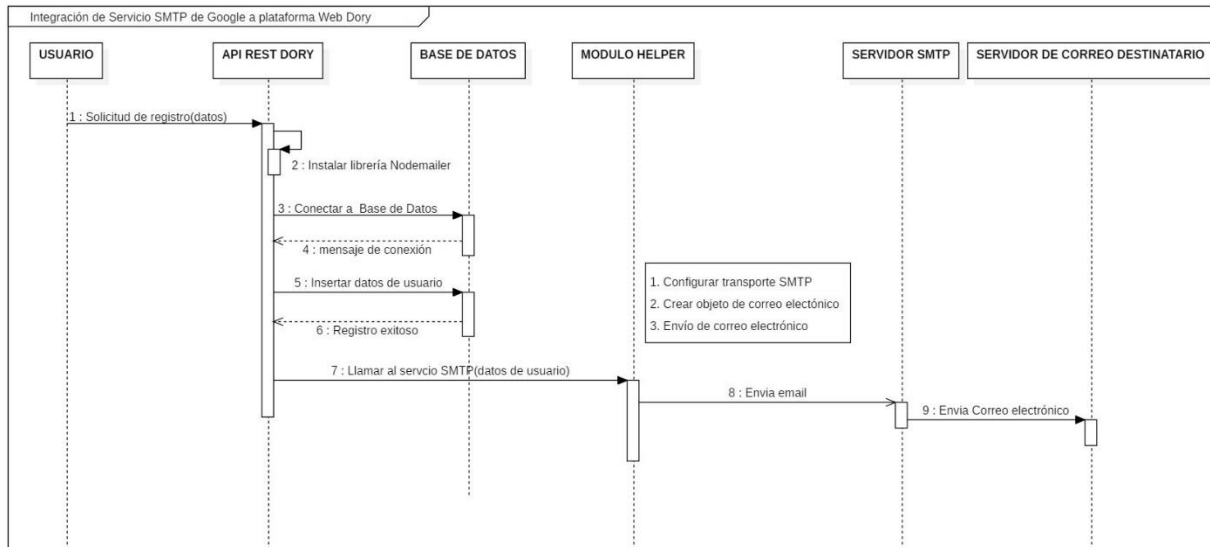 Integración de Servicio SMTP de Google a plataforma Web Dory
USUARIO
API REST DORY
BASE DE DATOS
MODULO HELPER
SERVIDOR SMTP
SERVIDOR DE CORREO DESTINATARIO
1 : Solicitud de registro(datos)
2 : Instalar librería Nodemailer
3 : Conectar a Base de Datos
4 : mensaje de conexión
5 : Insertar datos de usuario
6 : Registro exitoso
1. Configurar transporte SMTP
2. Crear objeto de correo electónico
3. Envío de correo electrónico
7 : Llamar al servcio SMTP(datos de usuario)
8 : Envia email
9 : Envia Correo electrónico